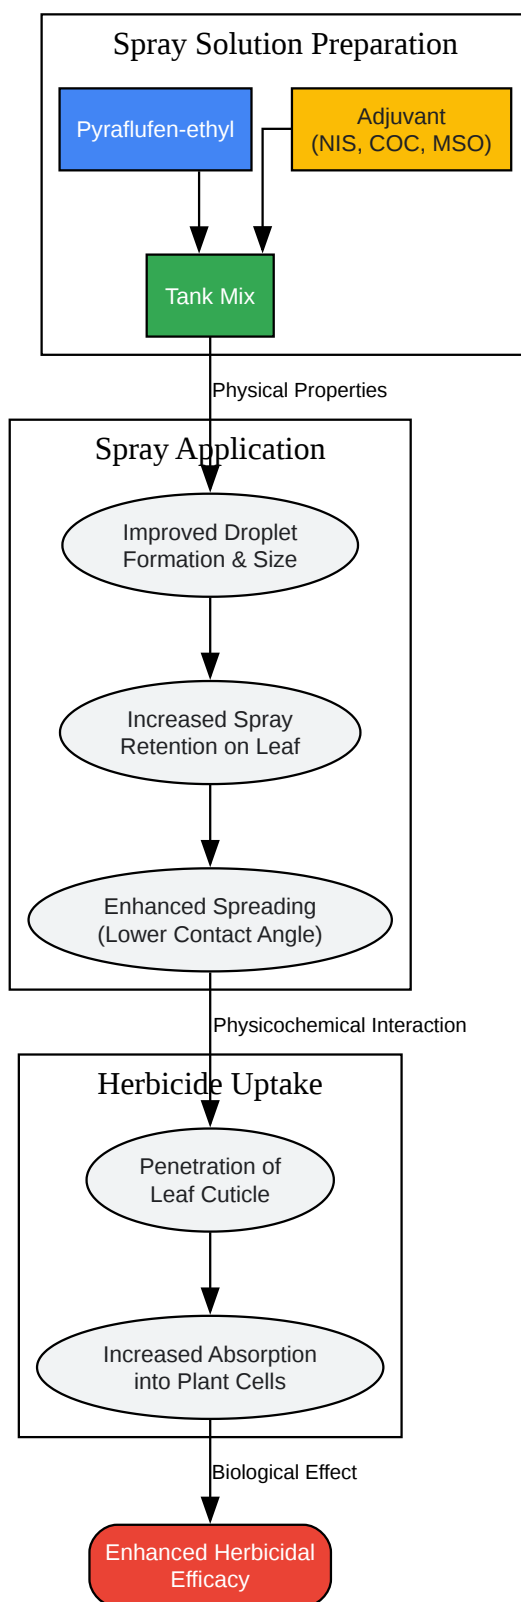 Spray Solution Preparation
Pyraflufen-ethyl
Adjuvant
(NIS, COC, MSO)
Tank Mix
Physical Properties
Spray Application
Improved Droplet
Formation & Size
Increased Spray
Retention on Leaf
Enhanced Spreading
(Lower Contact Angle)
Physicochemical Interaction
Herbicide Uptake
Penetration of
Leaf Cuticle
Increased Absorption
into Plant Cells
Biological Effect
Enhanced Herbicidal
Efficacy